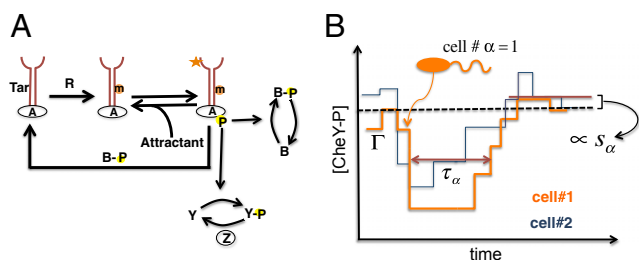 A
B
cell # α = 1
Tar
R
m
m
A
A
A
P
B-P
B
Attractant
B-P
Y
Y-P
Z
[CheY-P]
Γ
τα
∝ sα
cell#1
cell#2
time